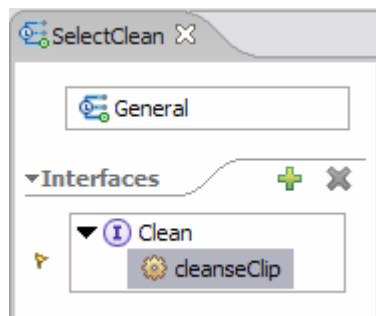 SelectClean
General
Interfaces
I Clean
cleanseClip